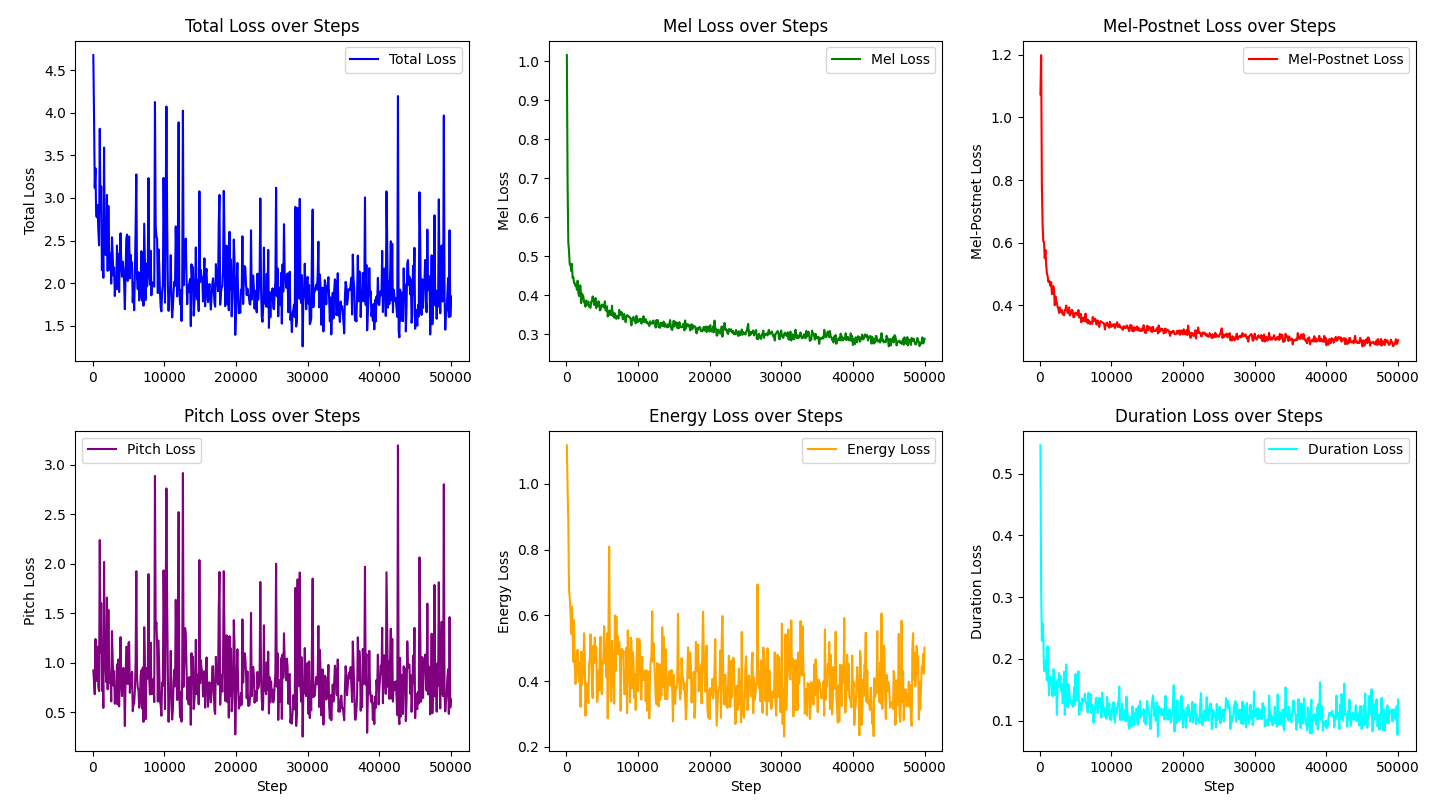 Total Loss over Steps
Total Loss
4.5
4.0
3.5
3.0
2.5
2.0
1.5
Total Loss
0 10000 20000 30000 40000 50000
Mel Loss over Steps
Mel Loss
1.0
0.9
0.8
0.7
0.6
0.5
0.4
0.3
Mel Loss
0 10000 20000 30000 40000 50000
Mel-Postnet Loss over Steps
Mel-Postnet Loss
1.2
1.0
0.8
0.6
0.4
Mel-Postnet Loss
0 10000 20000 30000 40000 50000
Pitch Loss over Steps
Pitch Loss
3.0
2.5
2.0
1.5
1.0
0.5
Pitch Loss
0 10000 20000 30000 40000 50000
Step
Energy Loss over Steps
Energy Loss
1.0
0.8
0.6
0.4
0.2
Energy Loss
0 10000 20000 30000 40000 50000
Step
Duration Loss over Steps
Duration Loss
0.5
0.4
0.3
0.2
0.1
Duration Loss
0 10000 20000 30000 40000 50000
Step